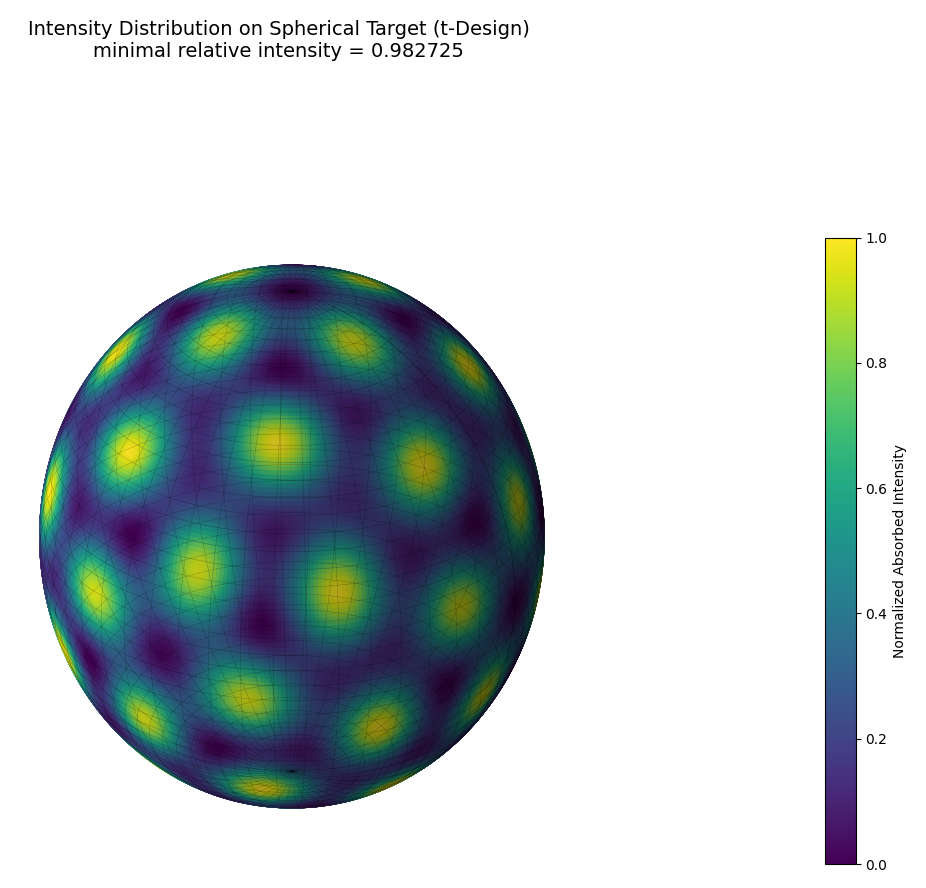 Intensity Distribution on Spherical Target (t-Design)
minimal relative intensity = 0.982725
1.0
0.8
0.6
0.4
0.2
0.0
Normalized Absorbed Intensity